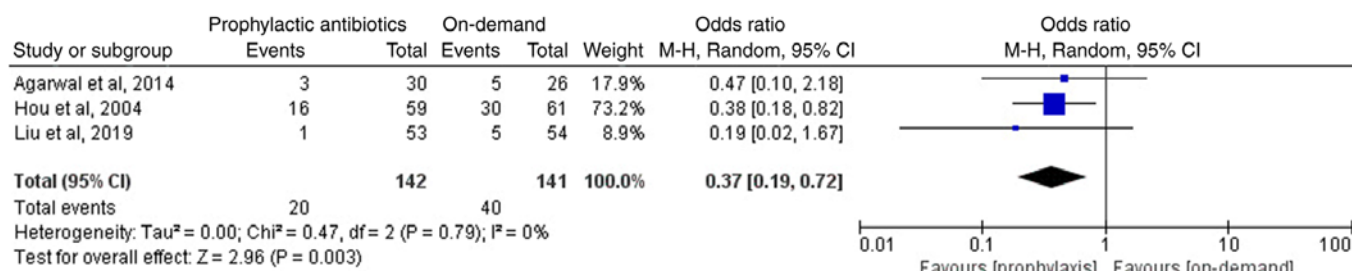 Prophylactic antibiotics On-demand Odds ratio Odds ratio
Study or subgroup Events Total Events Total Weight M-H, Random, 95% CI M-H, Random, 95% CI
Agarwal et al, 2014 3 30 5 26 17.9% 0.47 [0.10, 2.18]
Hou et al, 2004 16 59 30 61 73.2% 0.38 [0.18, 0.82]
Liu et al, 2019 1 53 5 54 8.9% 0.19 [0.02, 1.67]
Total (95% CI) 142 141 100.0% 0.37 [0.19, 0.72]
Total events 20 40
Heterogeneity: Tau² = 0.00; Chi² = 0.47, df = 2 (P = 0.79); I² = 0%
Test for overall effect: Z = 2.96 (P = 0.003)
0.01 0.1 1 10 100
Favours [prophylaxis] Favours [on-demand]